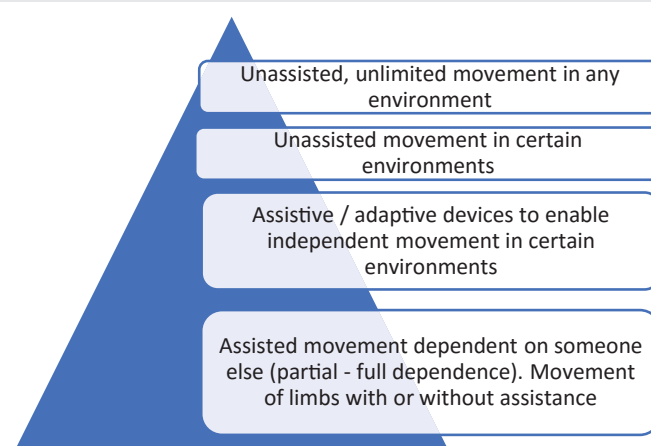 Unassisted, unlimited movement in any
environment
Unassisted movement in certain
environments
Assistive / adaptive devices to enable
independent movement in certain
environments
Assisted movement dependent on someone
else (partial - full dependence). Movement
of limbs with or without assistance